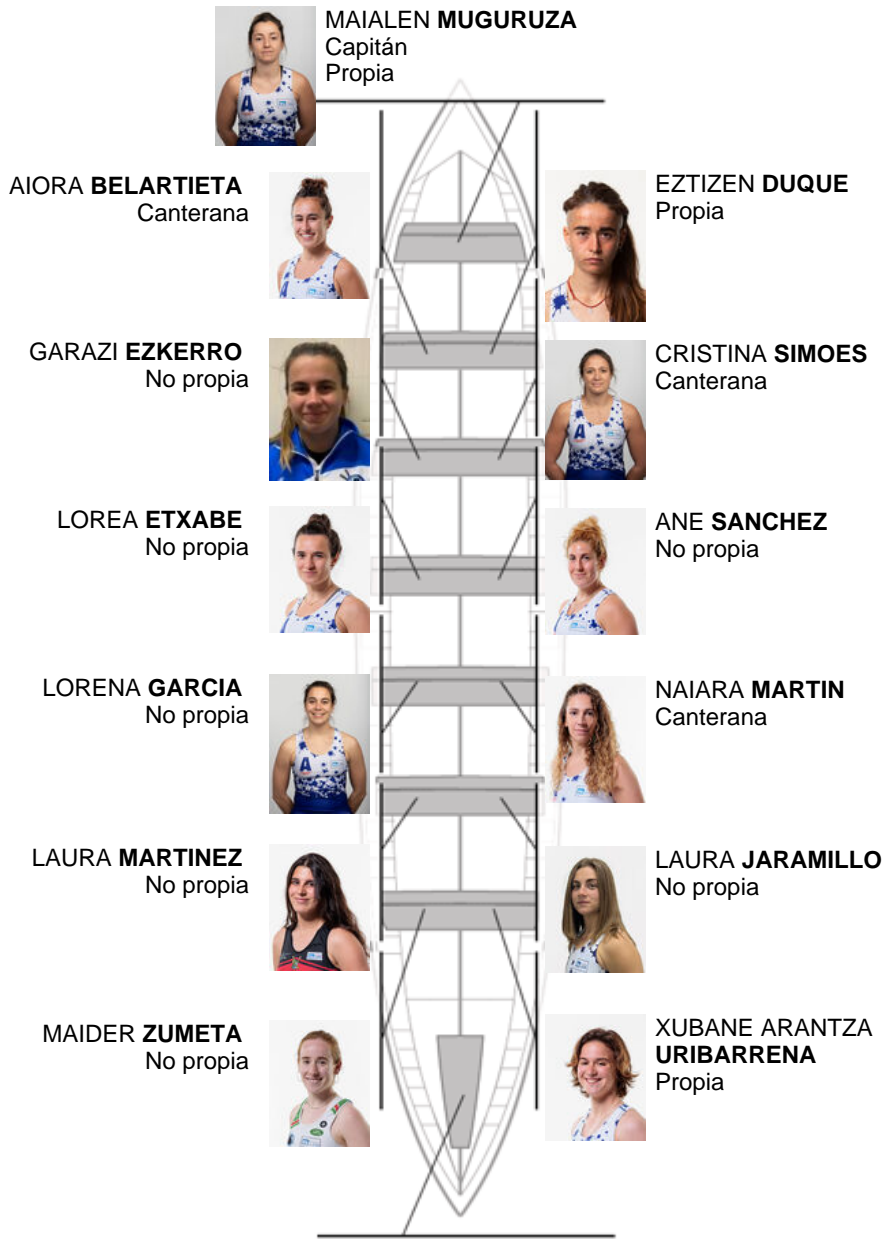 MAIALEN MUGURUZA
Capitán
Propia
AIORA BELARTIETA
Canterana
EZTIZEN DUQUE
Propia
GARAZI EZKERRO
No propia
CRISTINA SIMOES
Canterana
LOREA ETXABE
No propia
ANE SANCHEZ
No propia
LORENA GARCIA
No propia
NAIARA MARTIN
Canterana
LAURA MARTINEZ
No propia
LAURA JARAMILLO
No propia
MAIDER ZUMETA
No propia
XUBANE ARANTZA
URIBARRENA
Propia